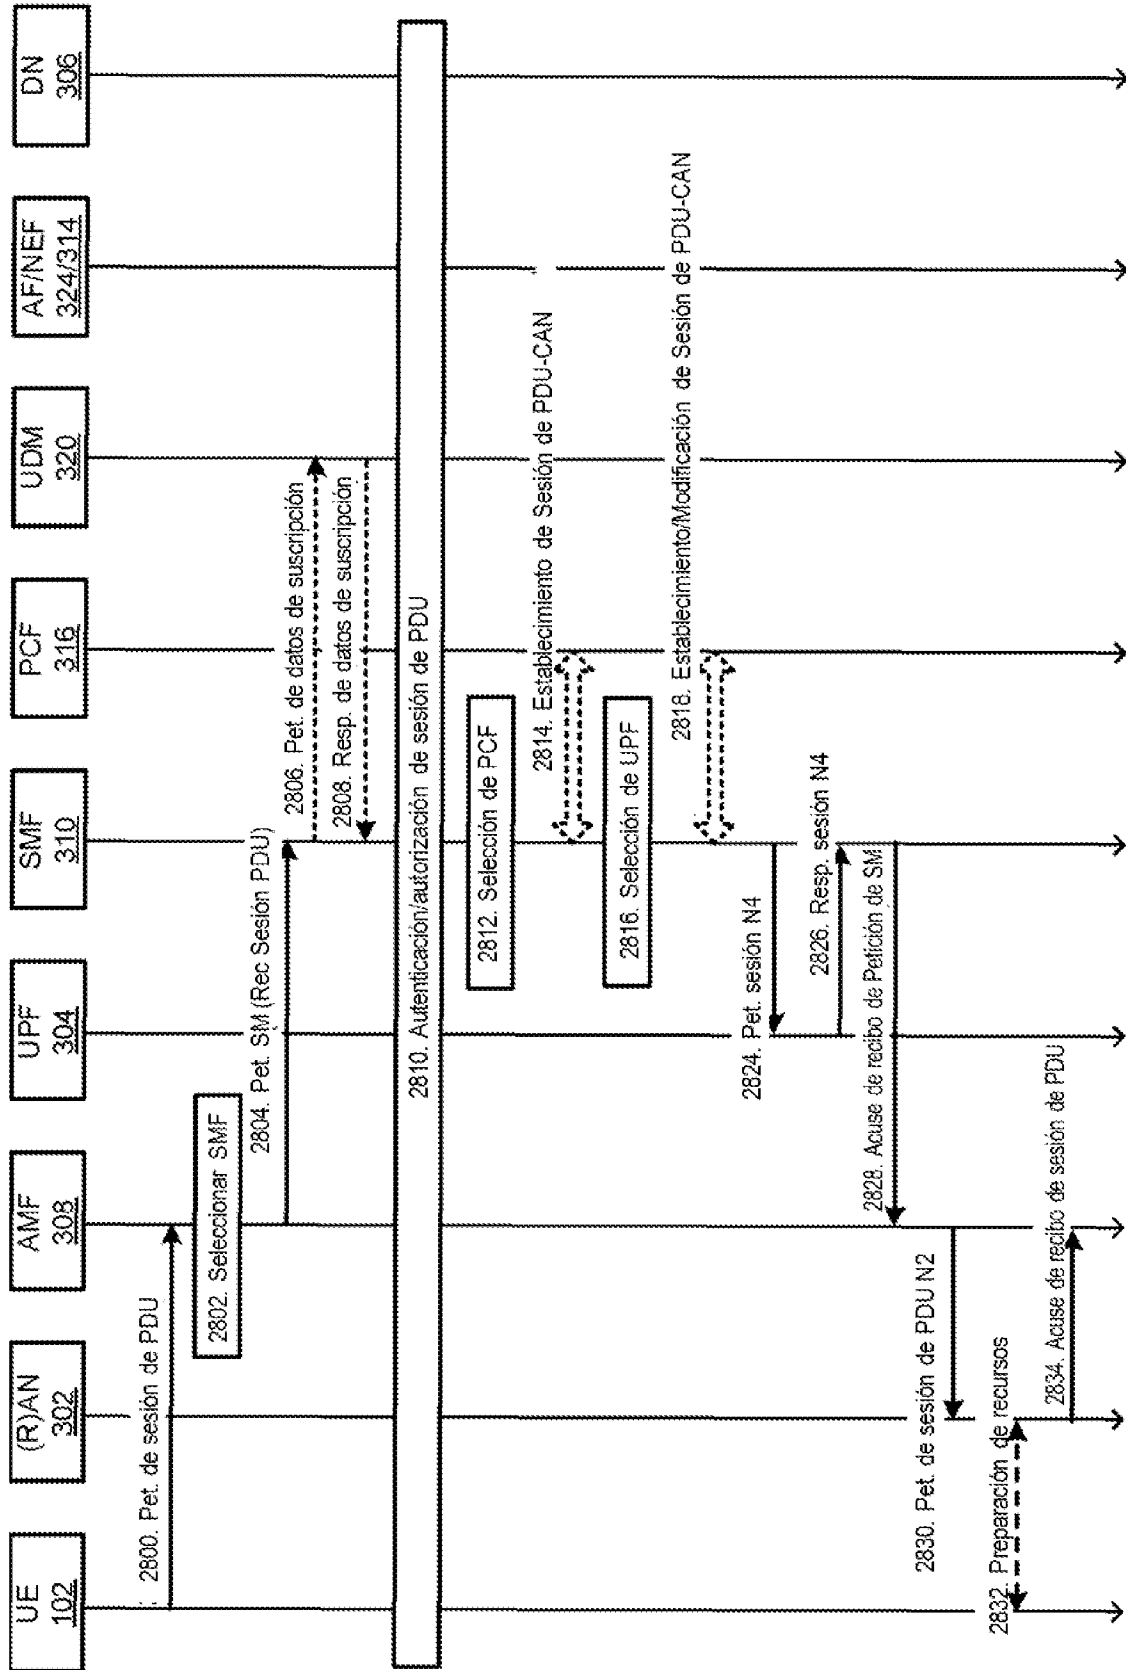 UE
102
(R)AN
302
AMF
308
UPF
304
SMF
310
PCF
316
UDM
320
AF/NEF
324/314
DN
306
2800. Pet. de sesión de PDU
2802. Seleccionar SMF
2804. Pet. SM (Rec Sesión PDU)
2806. Pet. de datos de suscripción
2808. Resp. de datos de suscripción
2810. Autenticación/autorización de sesión de PDU
2812. Selección de PCF
2814. Establecimiento de Sesión de PDU-CAN
2816. Selección de UPF
2818. Establecimiento/Modificación de Sesión de PDU-CAN
2824. Pet. sesión N4
2826. Resp. sesión N4
2828. Acuse de recibo de Petición de SM
2830. Pet. de sesión de PDU N2
2832. Preparación de recursos
2834. Acuse de recibo de sesión de PDU